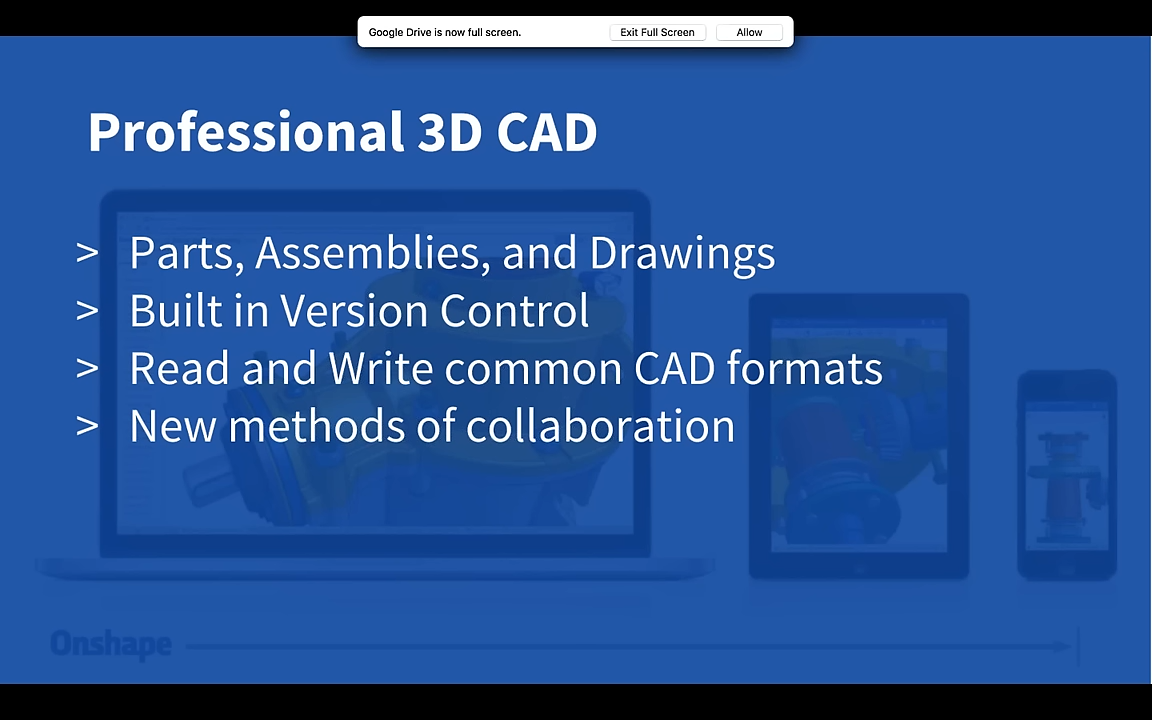 Google Drive is now full screen.
Exit Full Screen
Allow
Professional 3D CAD
> Parts, Assemblies, and Drawings
> Built in Version Control
> Read and Write common CAD formats
> New methods of collaboration
Onshape